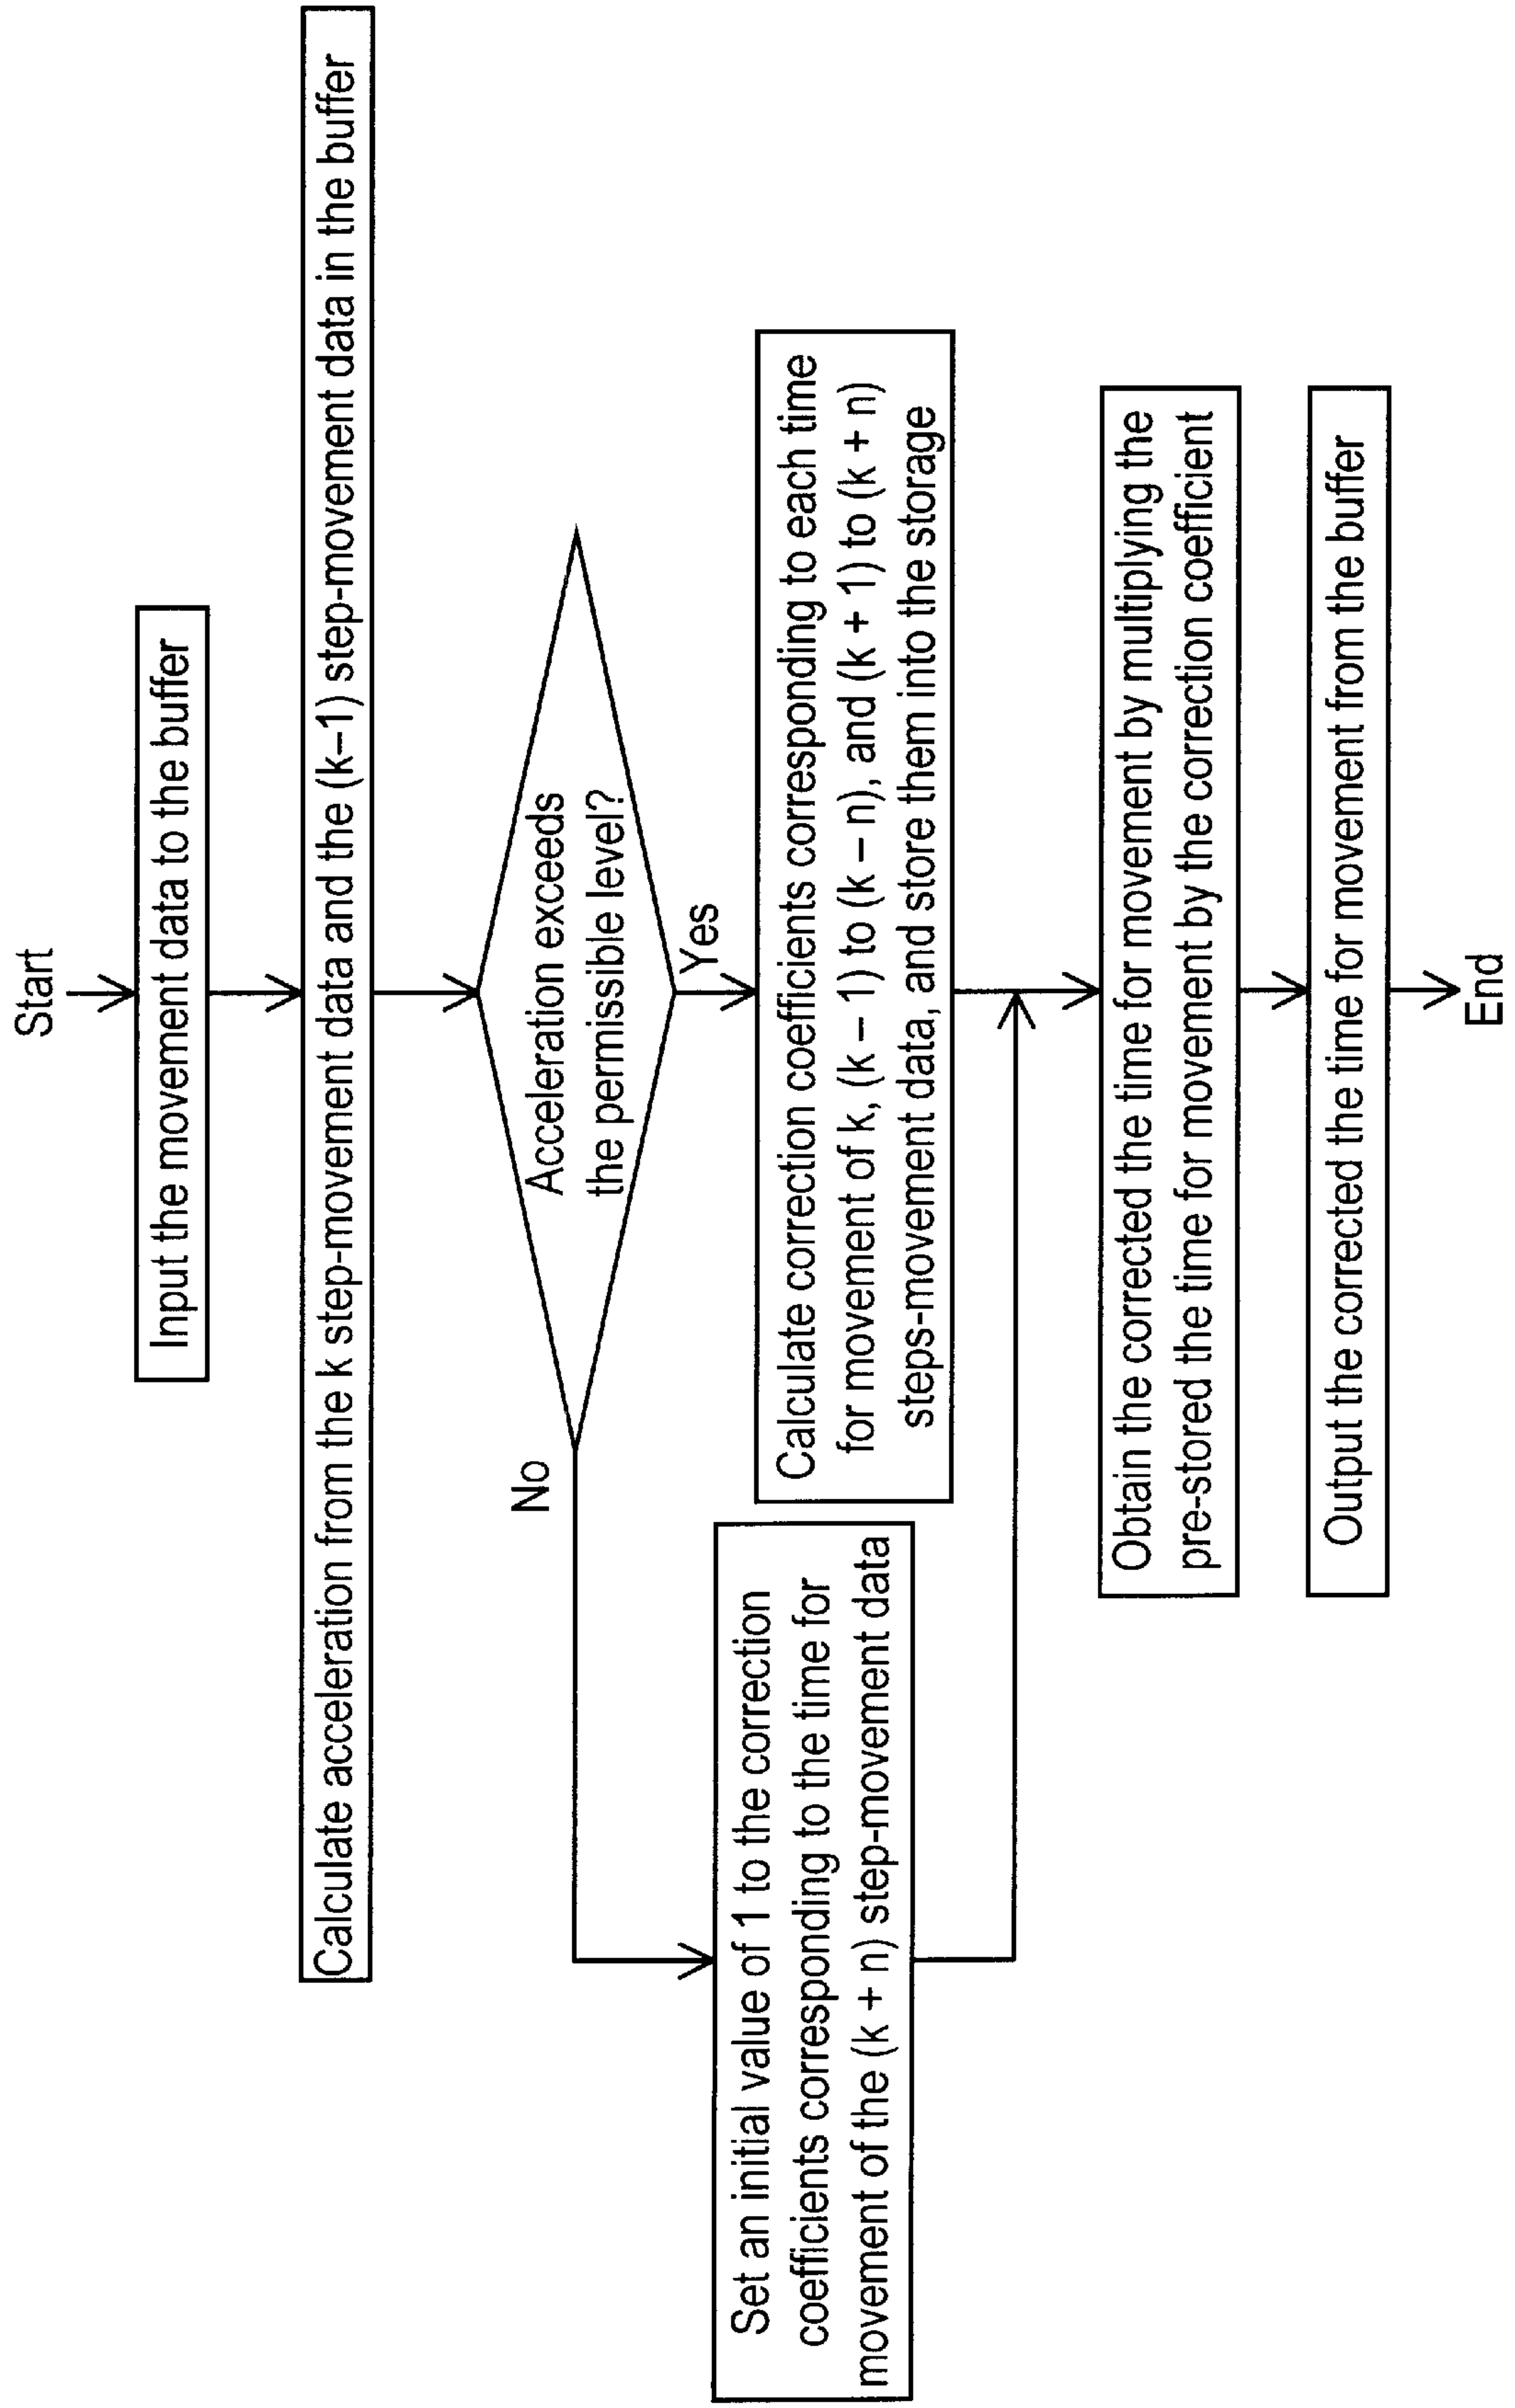 Start
Input the movement data to the buffer
Calculate acceleration from the k step-movement data and the (k–1) step-movement data in the buffer
Acceleration exceeds
the permissible level?
No
Yes
Set an initial value of 1 to the correction
coefficients corresponding to the time for
movement of the (k + n) step-movement data
Calculate correction coefficients corresponding to each time
for movement of k, (k – 1) to (k – n), and (k + 1) to (k + n)
steps-movement data, and store them into the storage
Obtain the corrected the time for movement by multiplying the
pre-stored the time for movement by the correction coefficient
Output the corrected the time for movement from the buffer
End